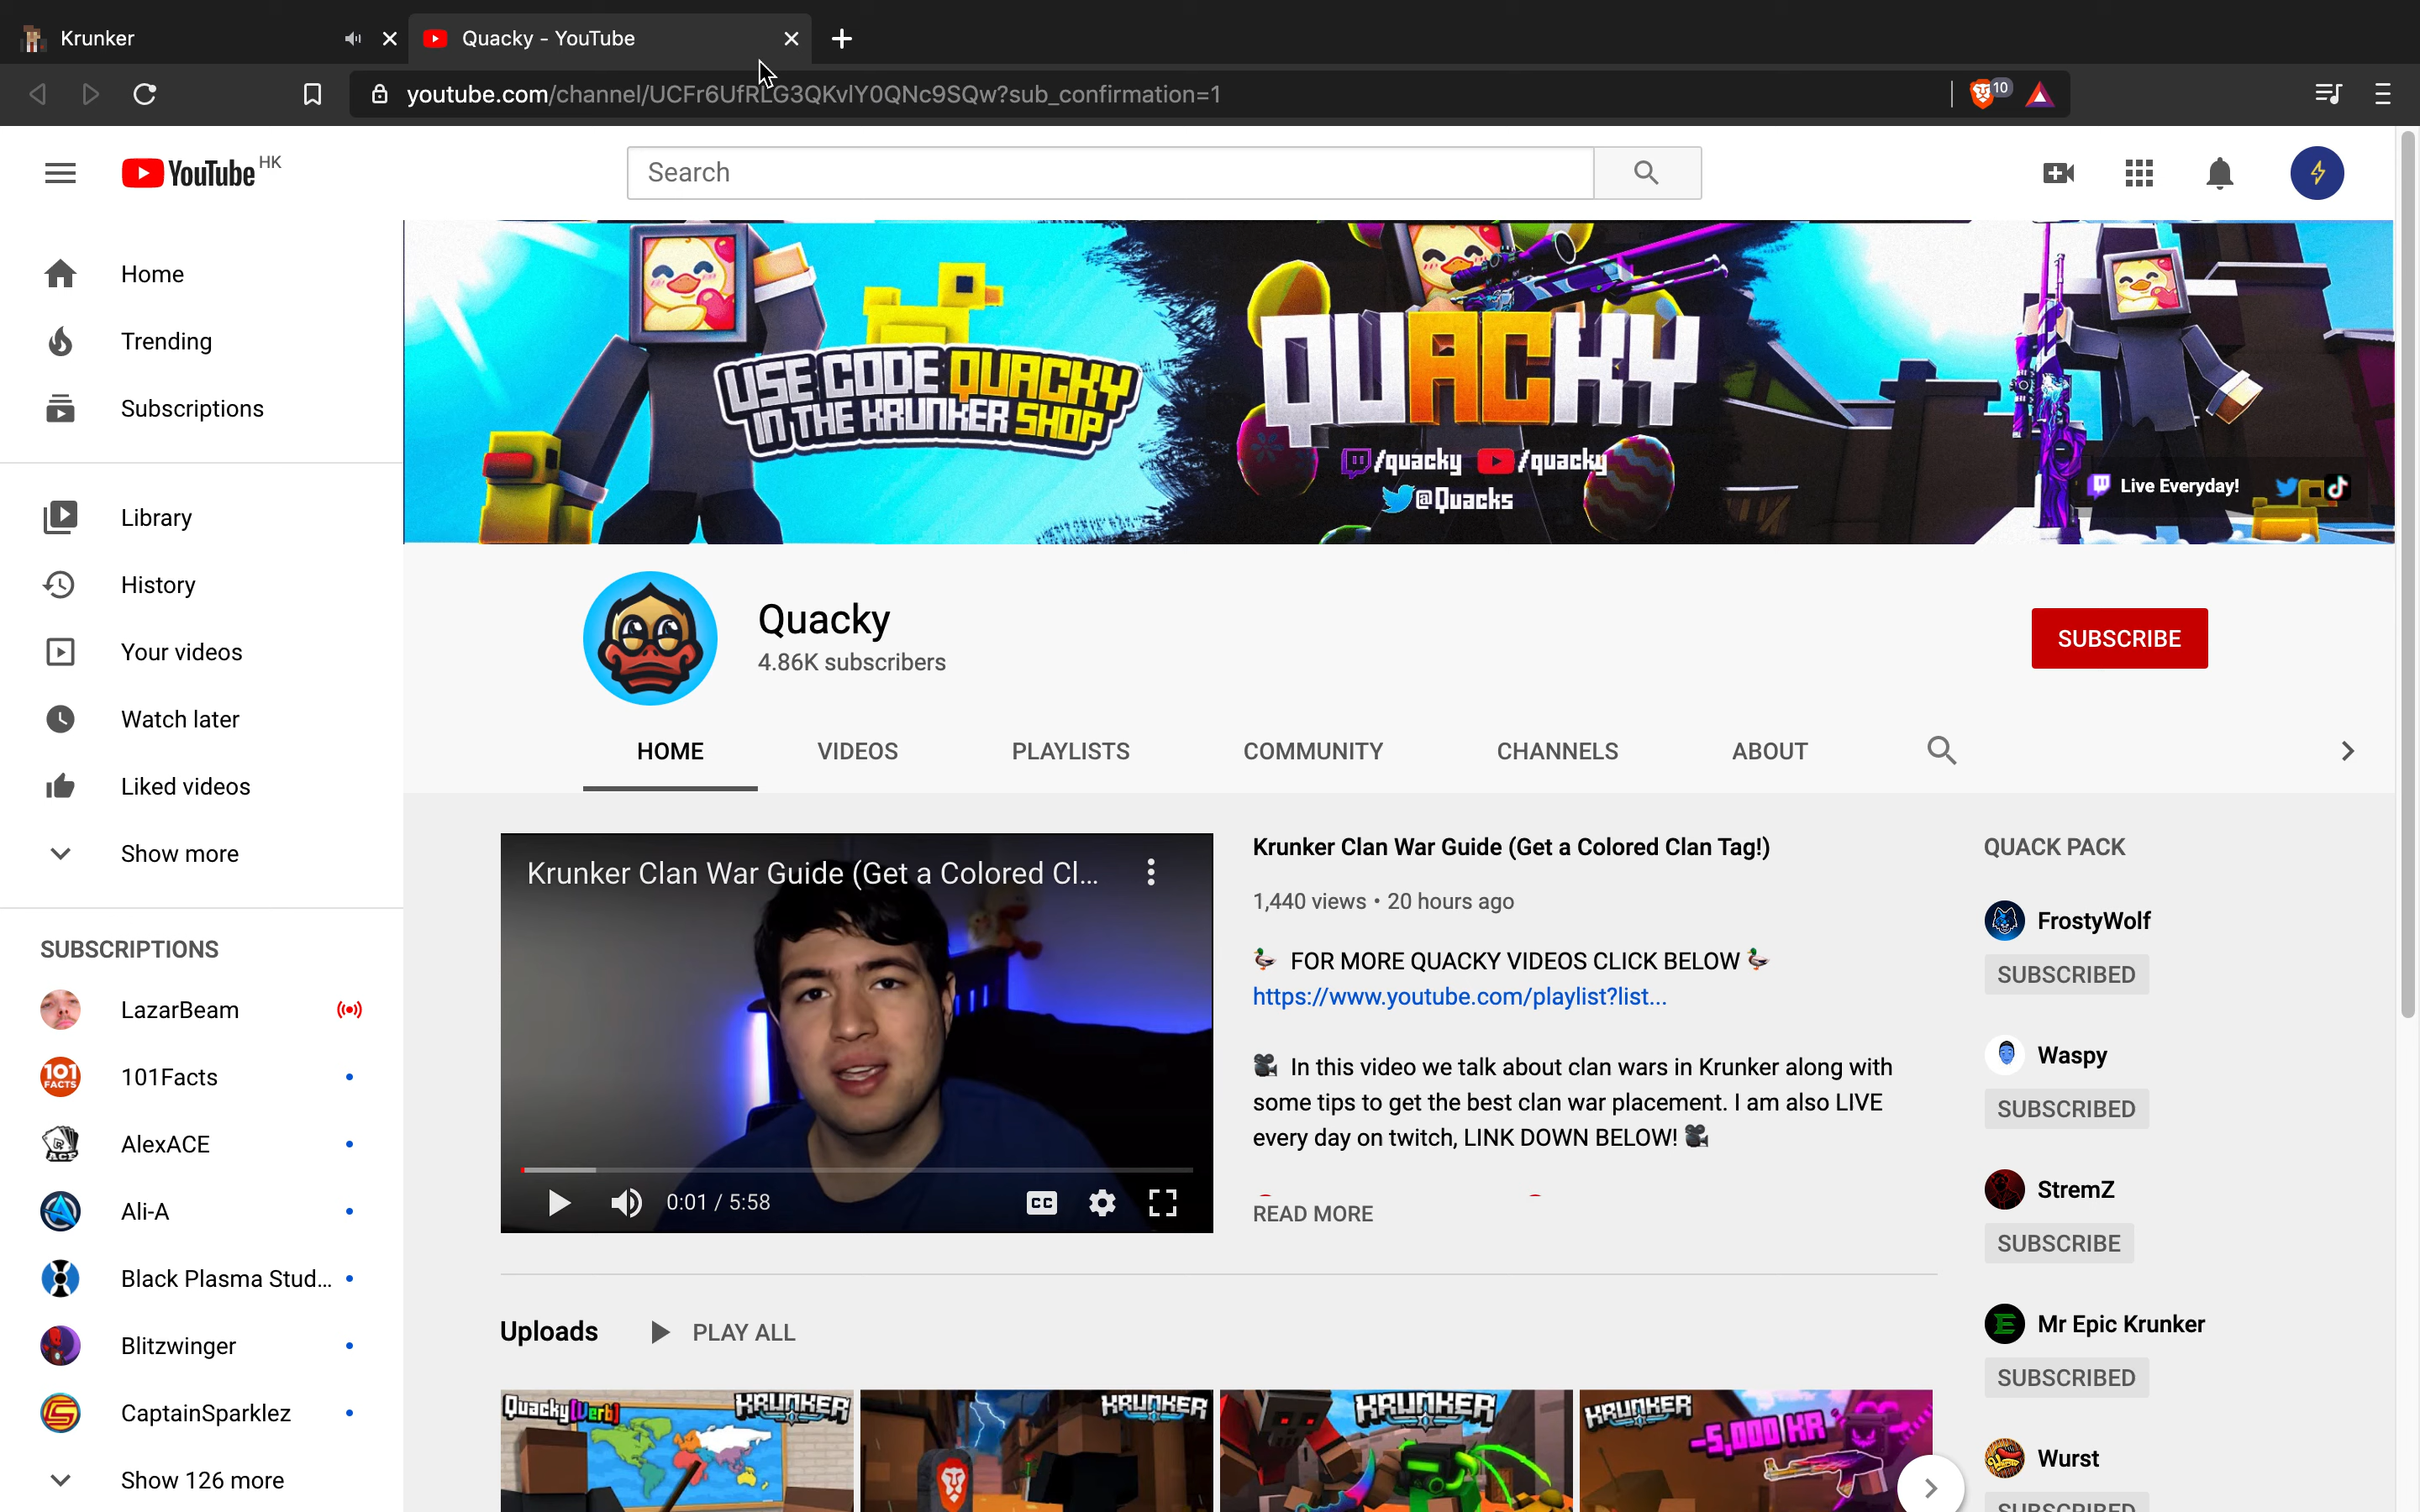 Krunker
Quacky - YouTube
youtube.com/channel/UCFr6UfRLG3QKvlY0QNc9SQw?sub_confirmation=1
10
YouTube HK
Search
Home
Trending
Subscriptions
Library
History
Your videos
Watch later
Liked videos
Show more
SUBSCRIPTIONS
LazarBeam
101 FACTS
101Facts
ACE
AlexACE
Ali-A
Black Plasma Stud...
Blitzwinger
CaptainSparklez
Show 126 more
USE CODE QUACKY
IN THE KRUNKER SHOP
QUACKY
/quacky /quacky
@Quacks
Live Everyday!
Quacky
4.86K subscribers
SUBSCRIBE
HOME
VIDEOS
PLAYLISTS
COMMUNITY
CHANNELS
ABOUT
Krunker Clan War Guide (Get a Colored Cl...
0:01 / 5:58
CC
Krunker Clan War Guide (Get a Colored Clan Tag!)
1,440 views • 20 hours ago
🦆 FOR MORE QUACKY VIDEOS CLICK BELOW 🦆
https://www.youtube.com/playlist?list...
🎥 In this video we talk about clan wars in Krunker along with
some tips to get the best clan war placement. I am also LIVE
every day on twitch, LINK DOWN BELOW! 🎥
READ MORE
QUACK PACK
FrostyWolf
SUBSCRIBED
Waspy
SUBSCRIBED
StremZ
SUBSCRIBE
Mr Epic Krunker
SUBSCRIBED
Wurst
SUBSCRIBED
Uploads
PLAY ALL
Quacky[Verb] KRUNKER
KRUNKER
KRUNKER
KRUNKER
-5,000 KR